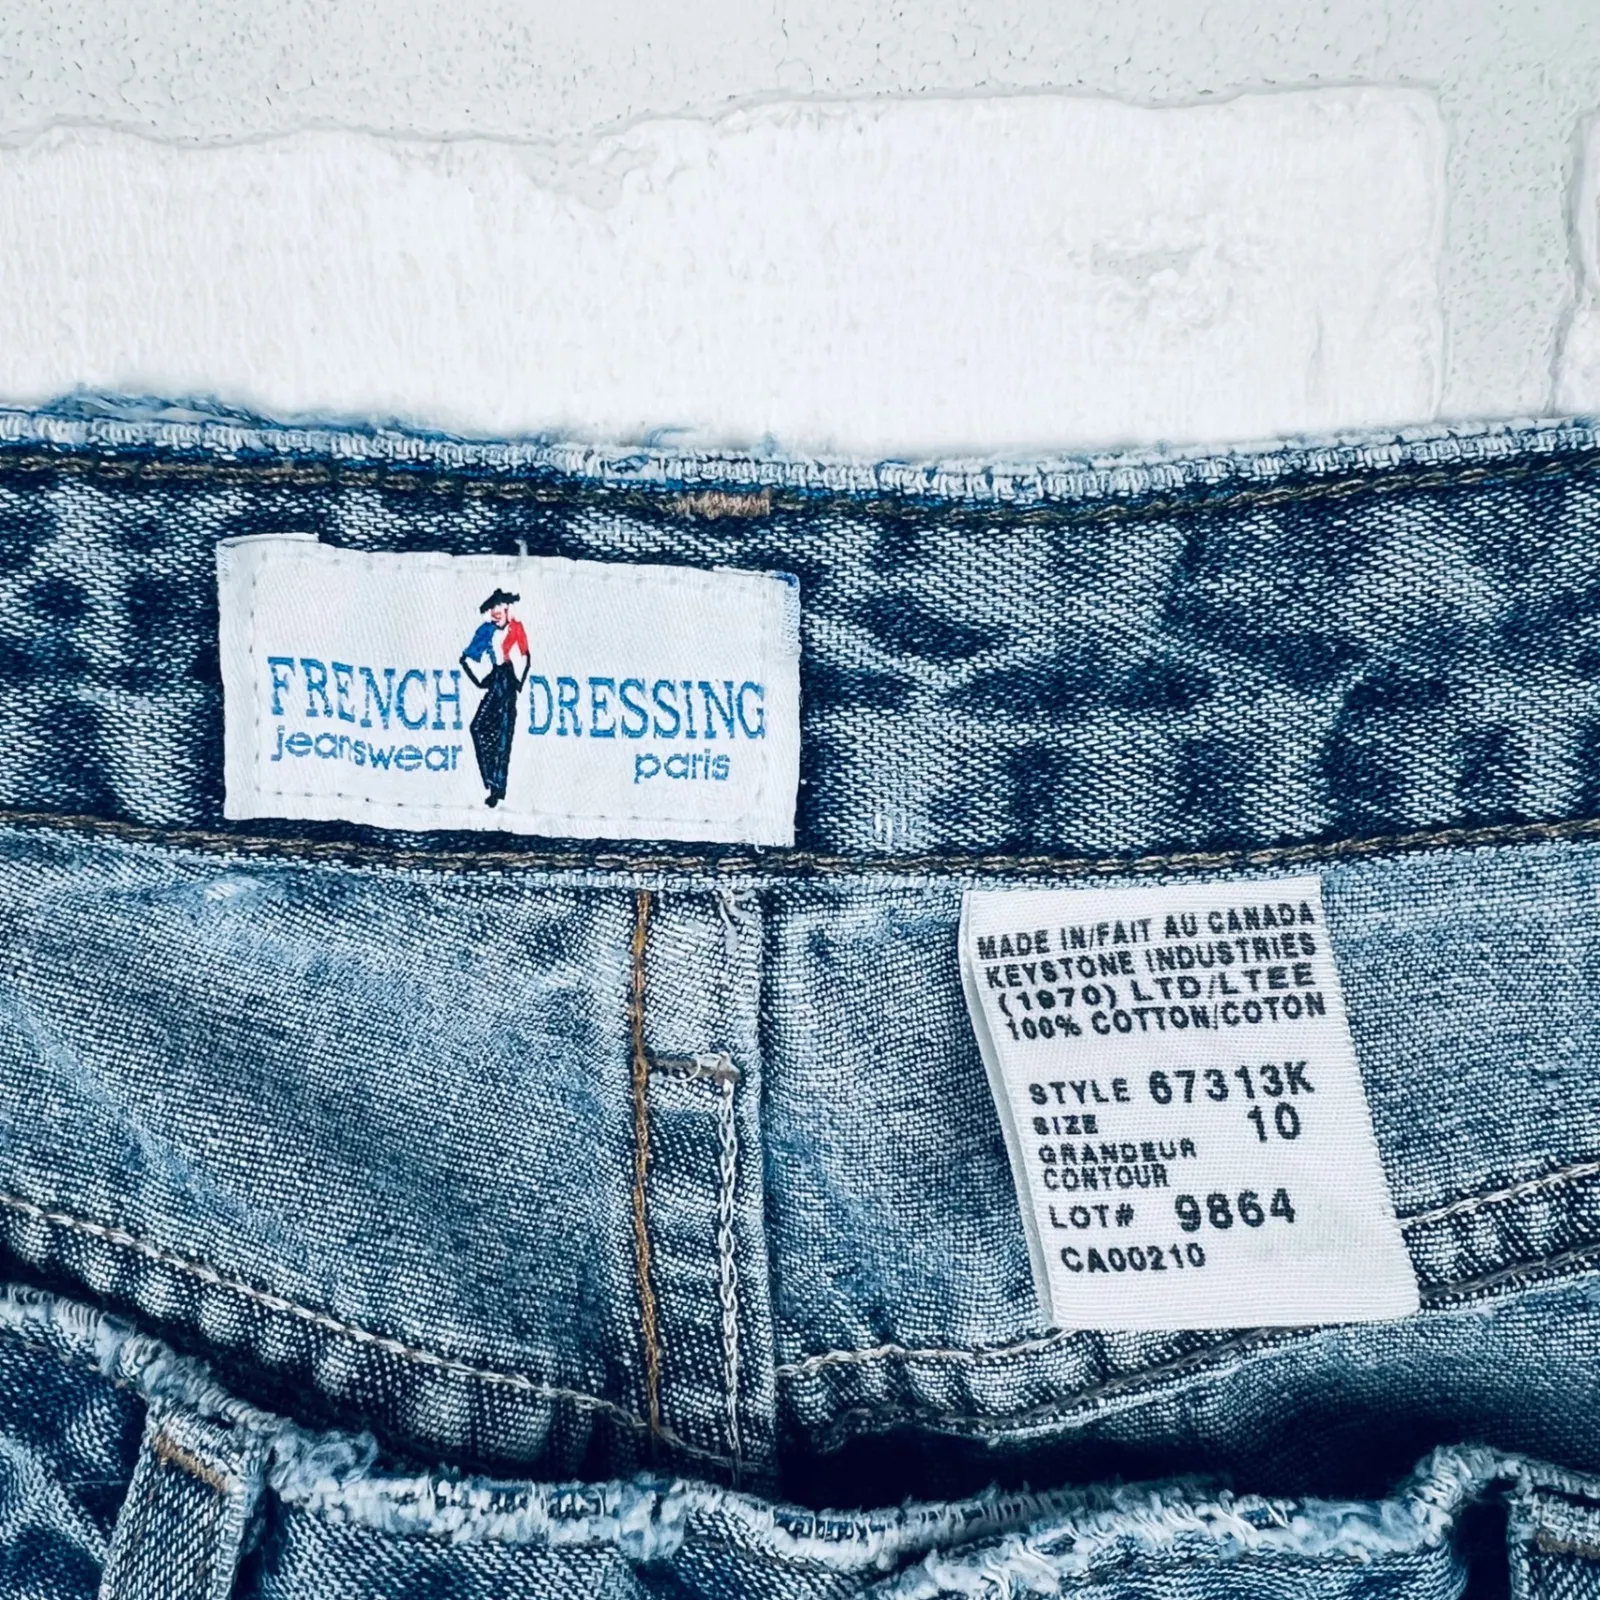 FRENCH DRESSING
jeanswear paris
MADE IN/FAIT AU CANADA
KEYSTONE INDUSTRIES
(1970) LTD/LTEE
100% COTTON/COTON
STYLE 67313K
SIZE 10
GRANDEUR
CONTOUR
LOT# 9864
CA00210